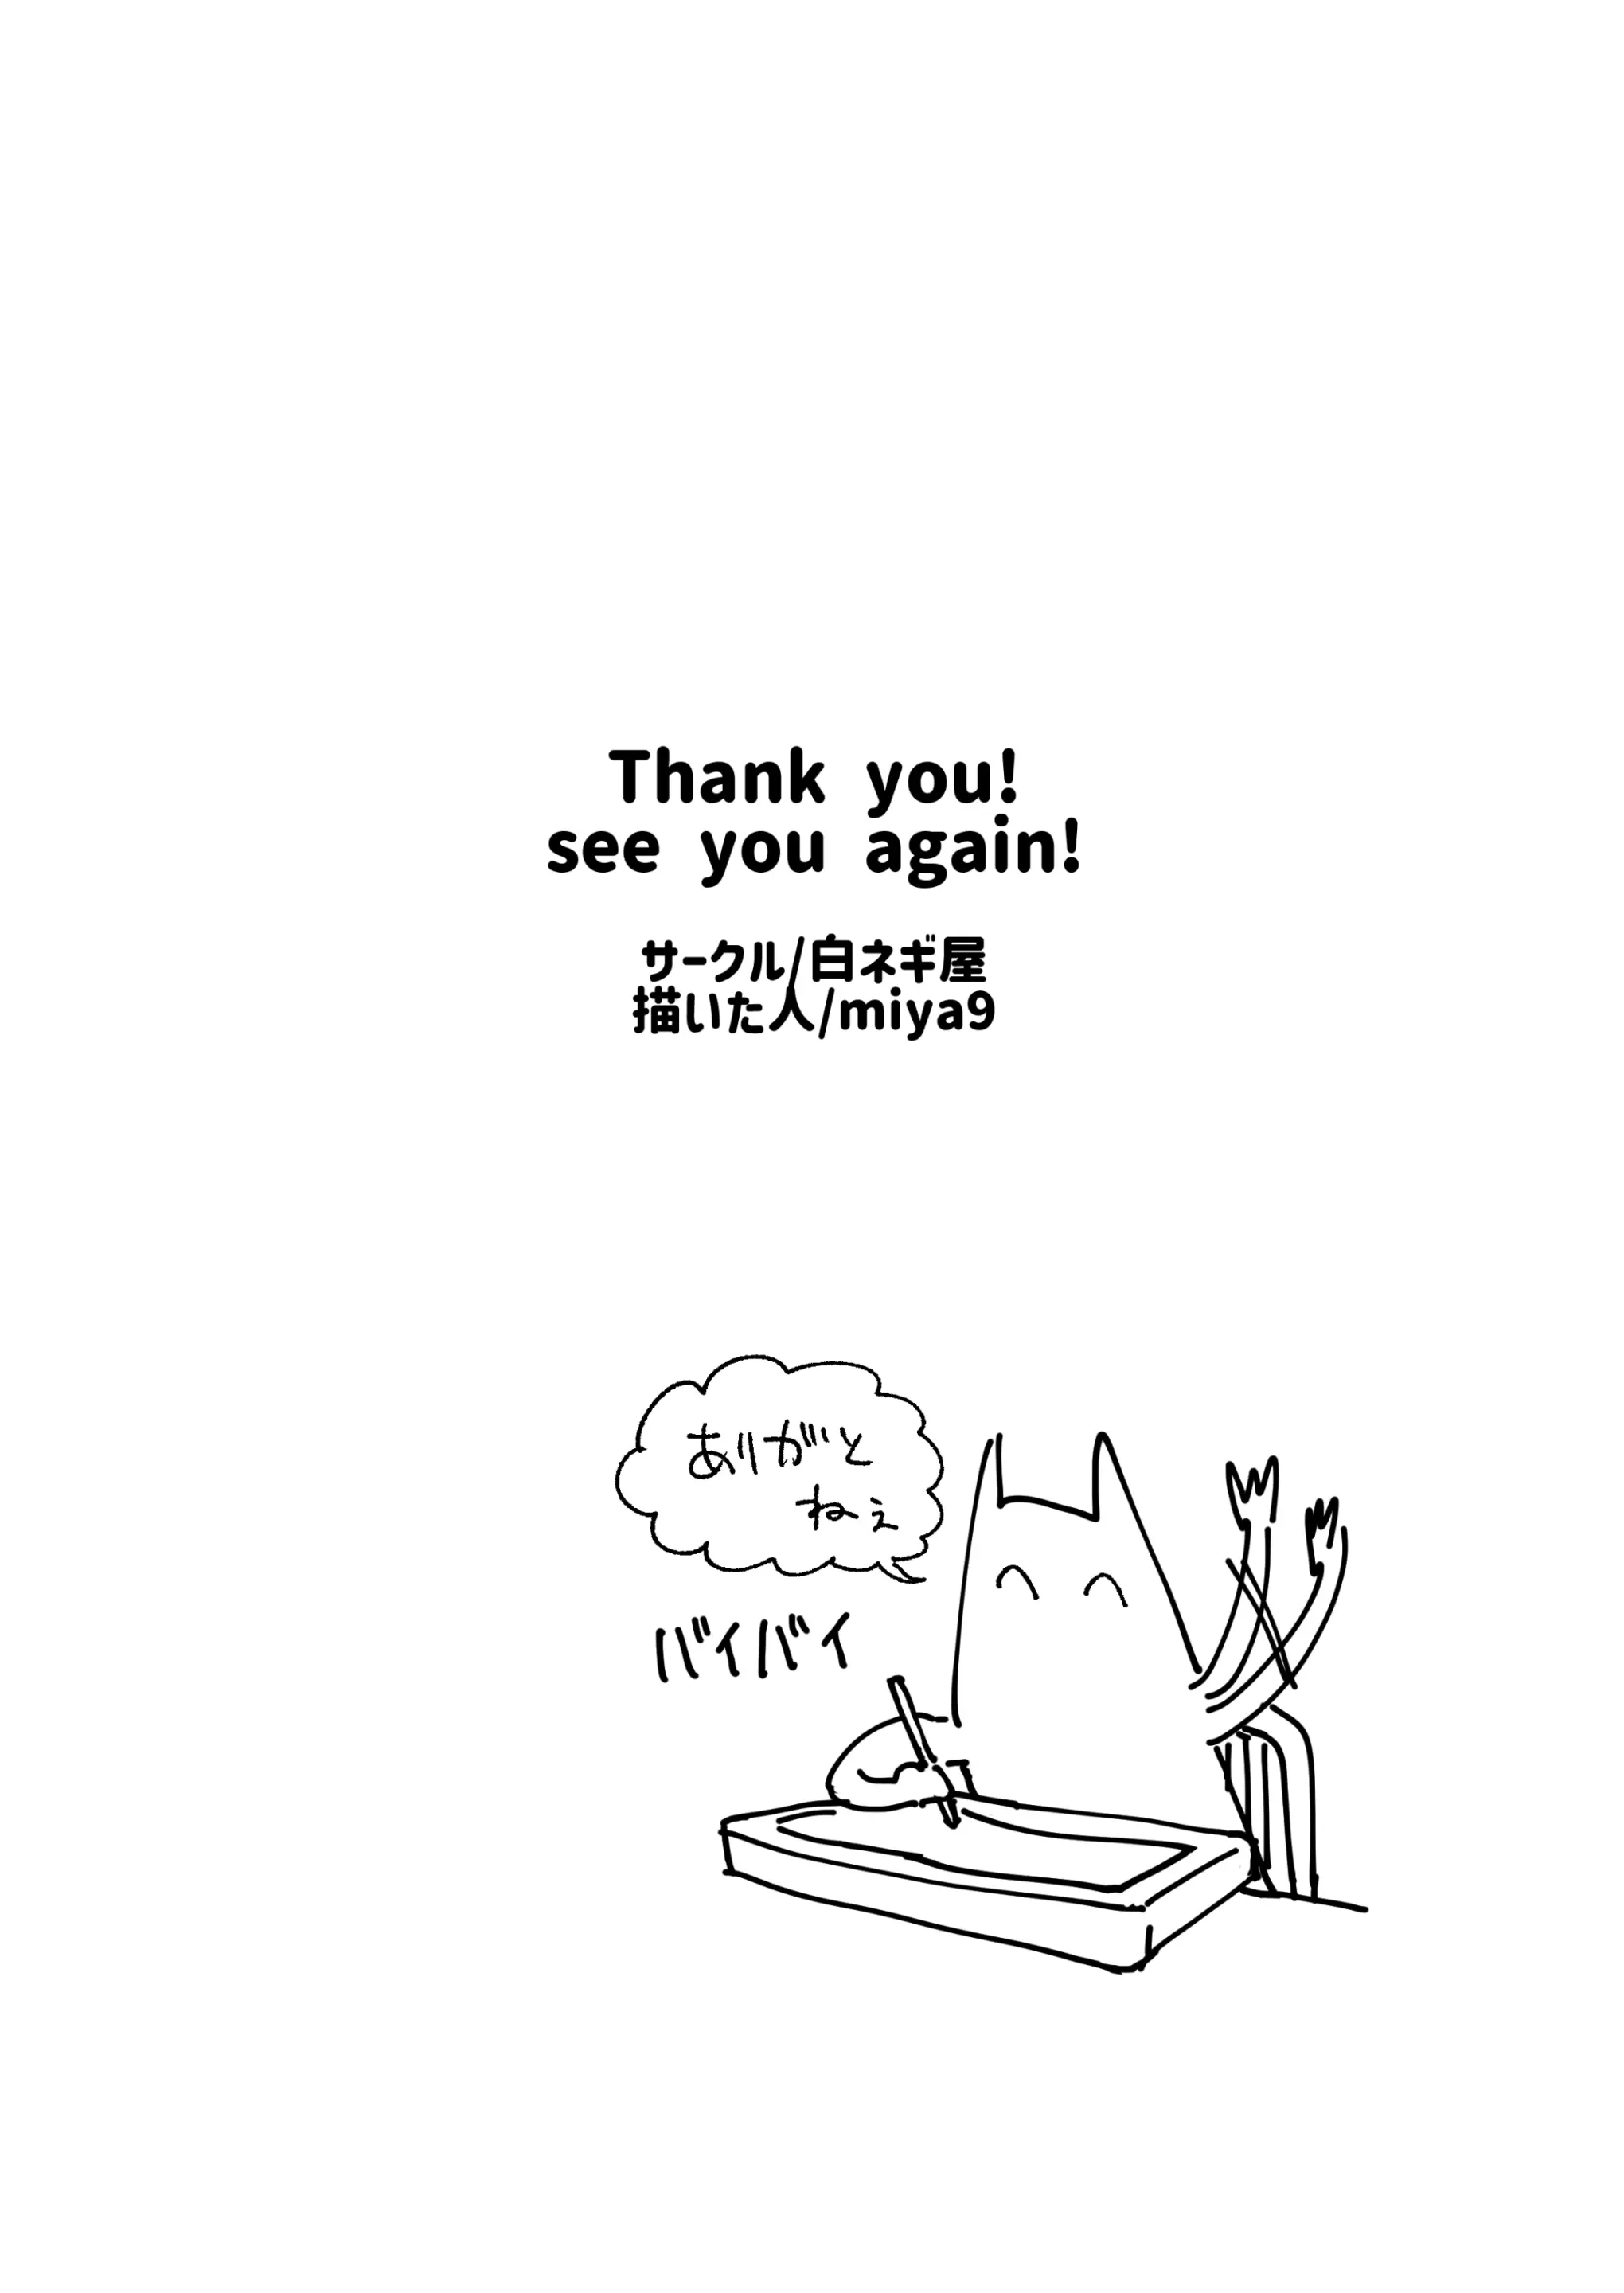 Thank you!
see you again!
サークル/白ネギ屋
描いた人/miya9
ありがと
ねぇ
バイバイ